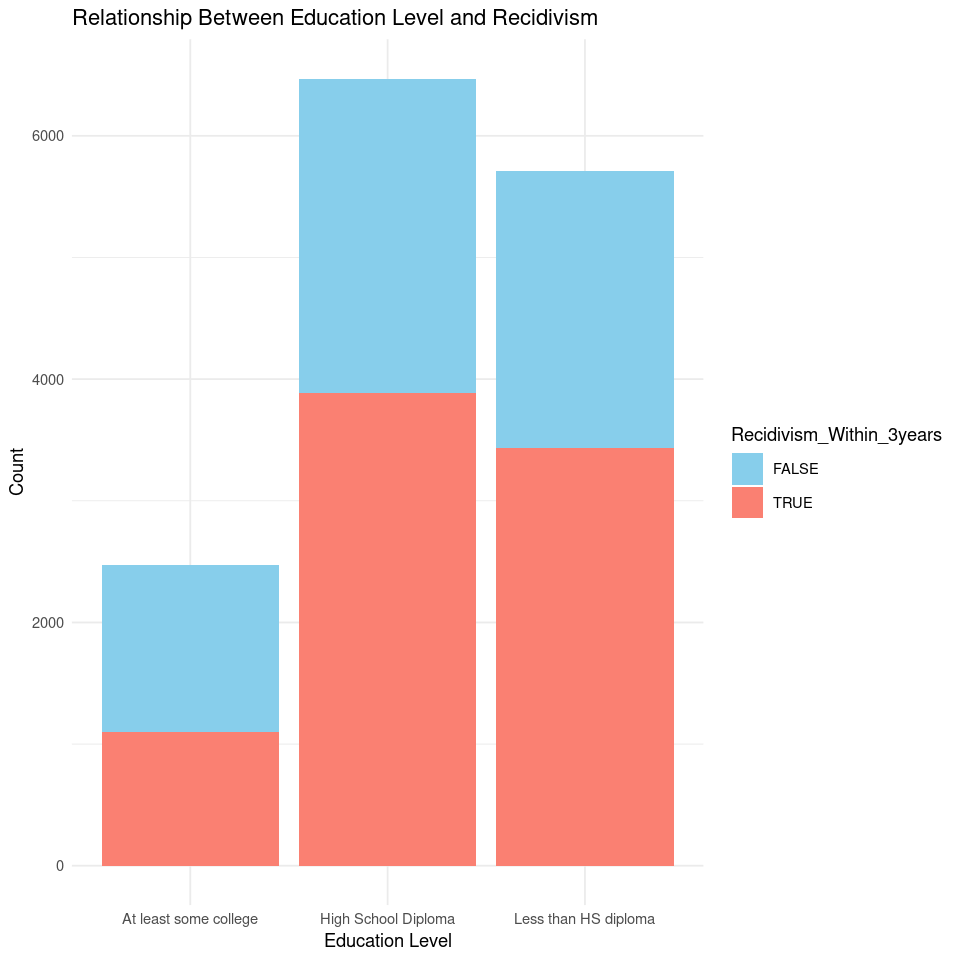 Relationship Between Education Level and Recidivism
6000
4000
2000
0
Count
At least some college
High School Diploma
Less than HS diploma
Education Level
Recidivism_Within_3years
FALSE
TRUE